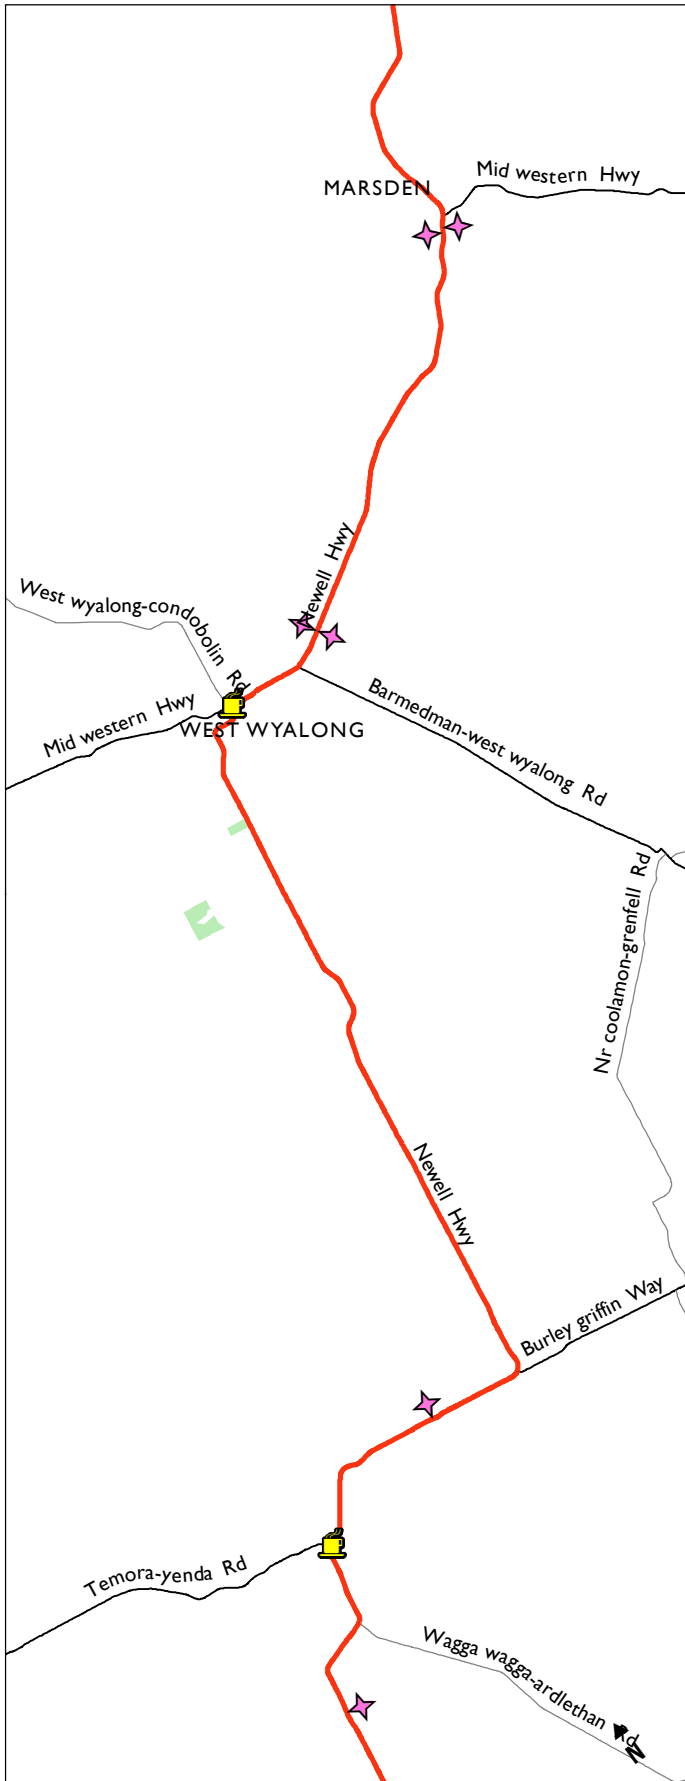 Mid western Hwy
MARSDEN
Newell Hwy
West wyalong-condobolin Rd
Barmedman-west wyalong Rd
Mid western Hwy
WEST WYALONG
Nr coolamon-grenfell Rd
Newell Hwy
Burley griffin Way
Temora-yenda Rd
Wagga wagga-ardlethan Rd
N